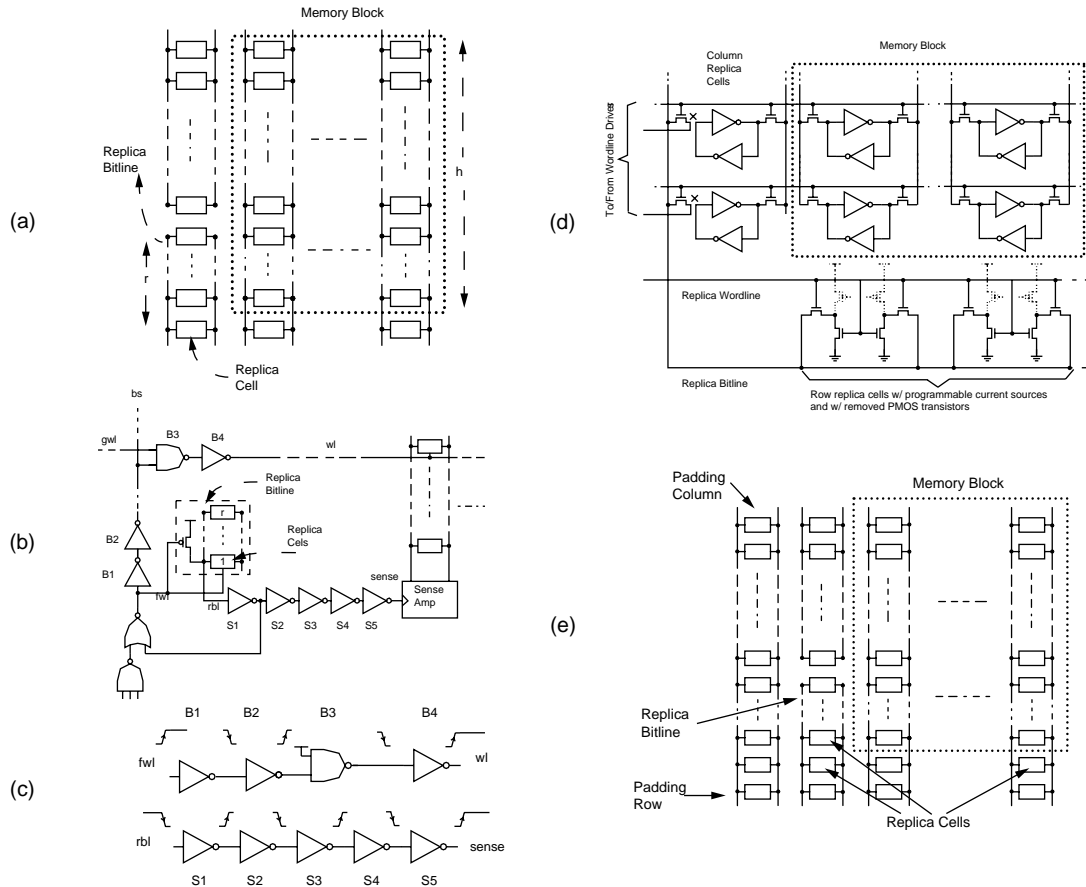 Memory Block
Replica
Bitline
h
(a)
r
Replica
Cell
bs
B3
B4
gwl
wl
Replica
Bitline
r
Replica
Cels
(b)
B2
1
B1
fwl
rbl
sense
Sense
Amp
S1
S2
S3
S4
S5
B1
B2
B3
B4
fwl
wl
(c)
rbl
sense
S1
S2
S3
S4
S5
Memory Block
Column
Replica
Cells
To/From Wordline Driver
(d)
Replica Wordline
Replica Bitline
Row replica cells w/ programmable current sources
and w/ removed PMOS transistors
Padding
Column
Memory Block
(e)
Replica
Bitline
Padding
Row
Replica Cells